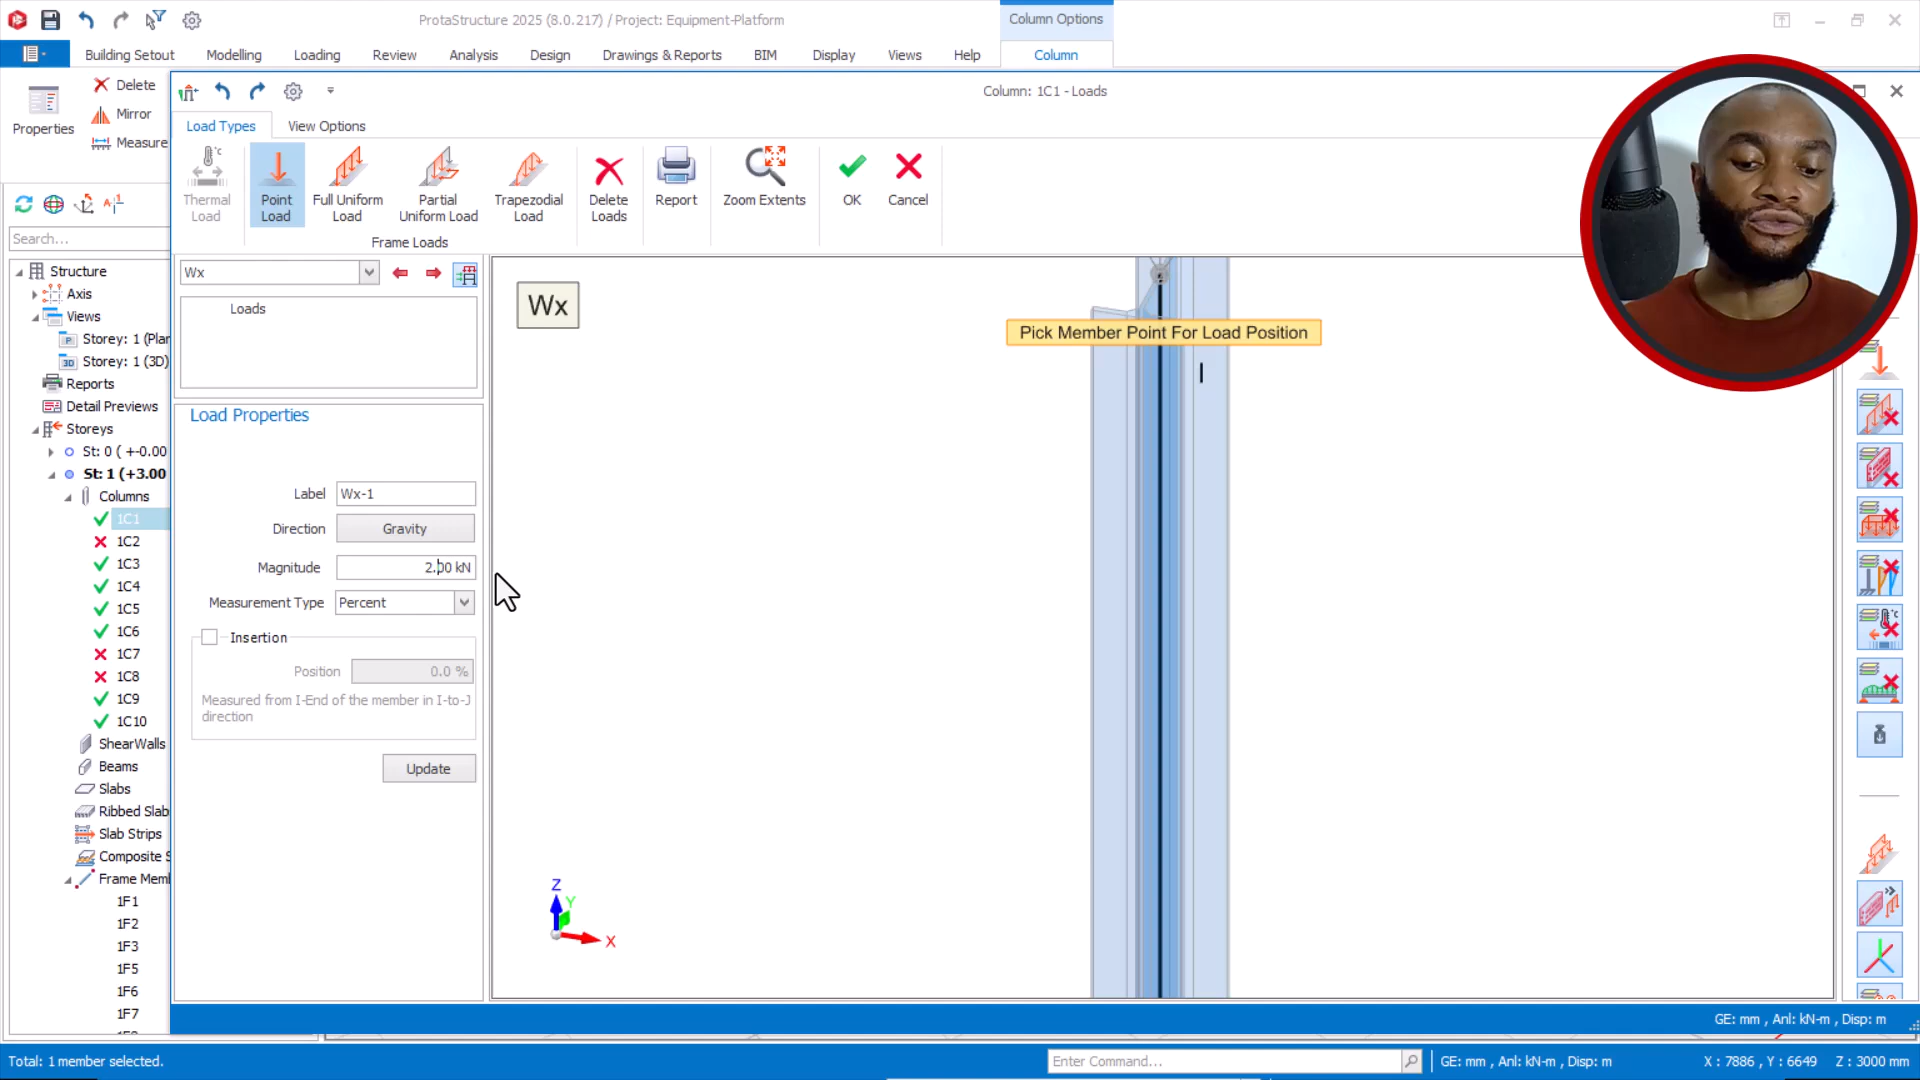 ProtaStructure 2025 (8.0.217) / Project: Equipment-Platform
Column Options
Building Setout
Modelling
Loading
Review
Analysis
Design
Drawings & Reports
BIM
Display
Views
Help
Column
Properties
Delete
Mirror
Measure
Column: 1C1 - Loads
Load Types
View Options
Thermal
Load
Point
Load
Full Uniform
Load
Partial
Uniform Load
Trapezodial
Load
Delete
Loads
Report
Zoom Extents
OK
Cancel
Frame Loads
Search...
Structure
Axis
Views
Storey: 1 (Plar
Storey: 1 (3D)
Reports
Detail Previews
Storeys
St: 0 ( +-0.00
St: 1 (+3.00
Columns
1C1
1C2
1C3
1C4
1C5
1C6
1C7
1C8
1C9
1C10
ShearWalls
Beams
Slabs
Ribbed Slab
Slab Strips
Composite S
Frame Memb
1F1
1F2
1F3
1F5
1F6
1F7
Wx
Loads
Load Properties
Label
Wx-1
Direction
Gravity
Magnitude
2.00 kN
Measurement Type
Percent
Insertion
Position
0.0 %
Measured from I-End of the member in I-to-J
direction
Update
Wx
Pick Member Point For Load Position
I
Z
Y
X
GE: mm , Anl: kN-m , Disp: m
Total: 1 member selected.
Enter Command...
GE: mm , Anl: kN-m , Disp: m
X : 7886 , Y : 6649
Z : 3000 mm